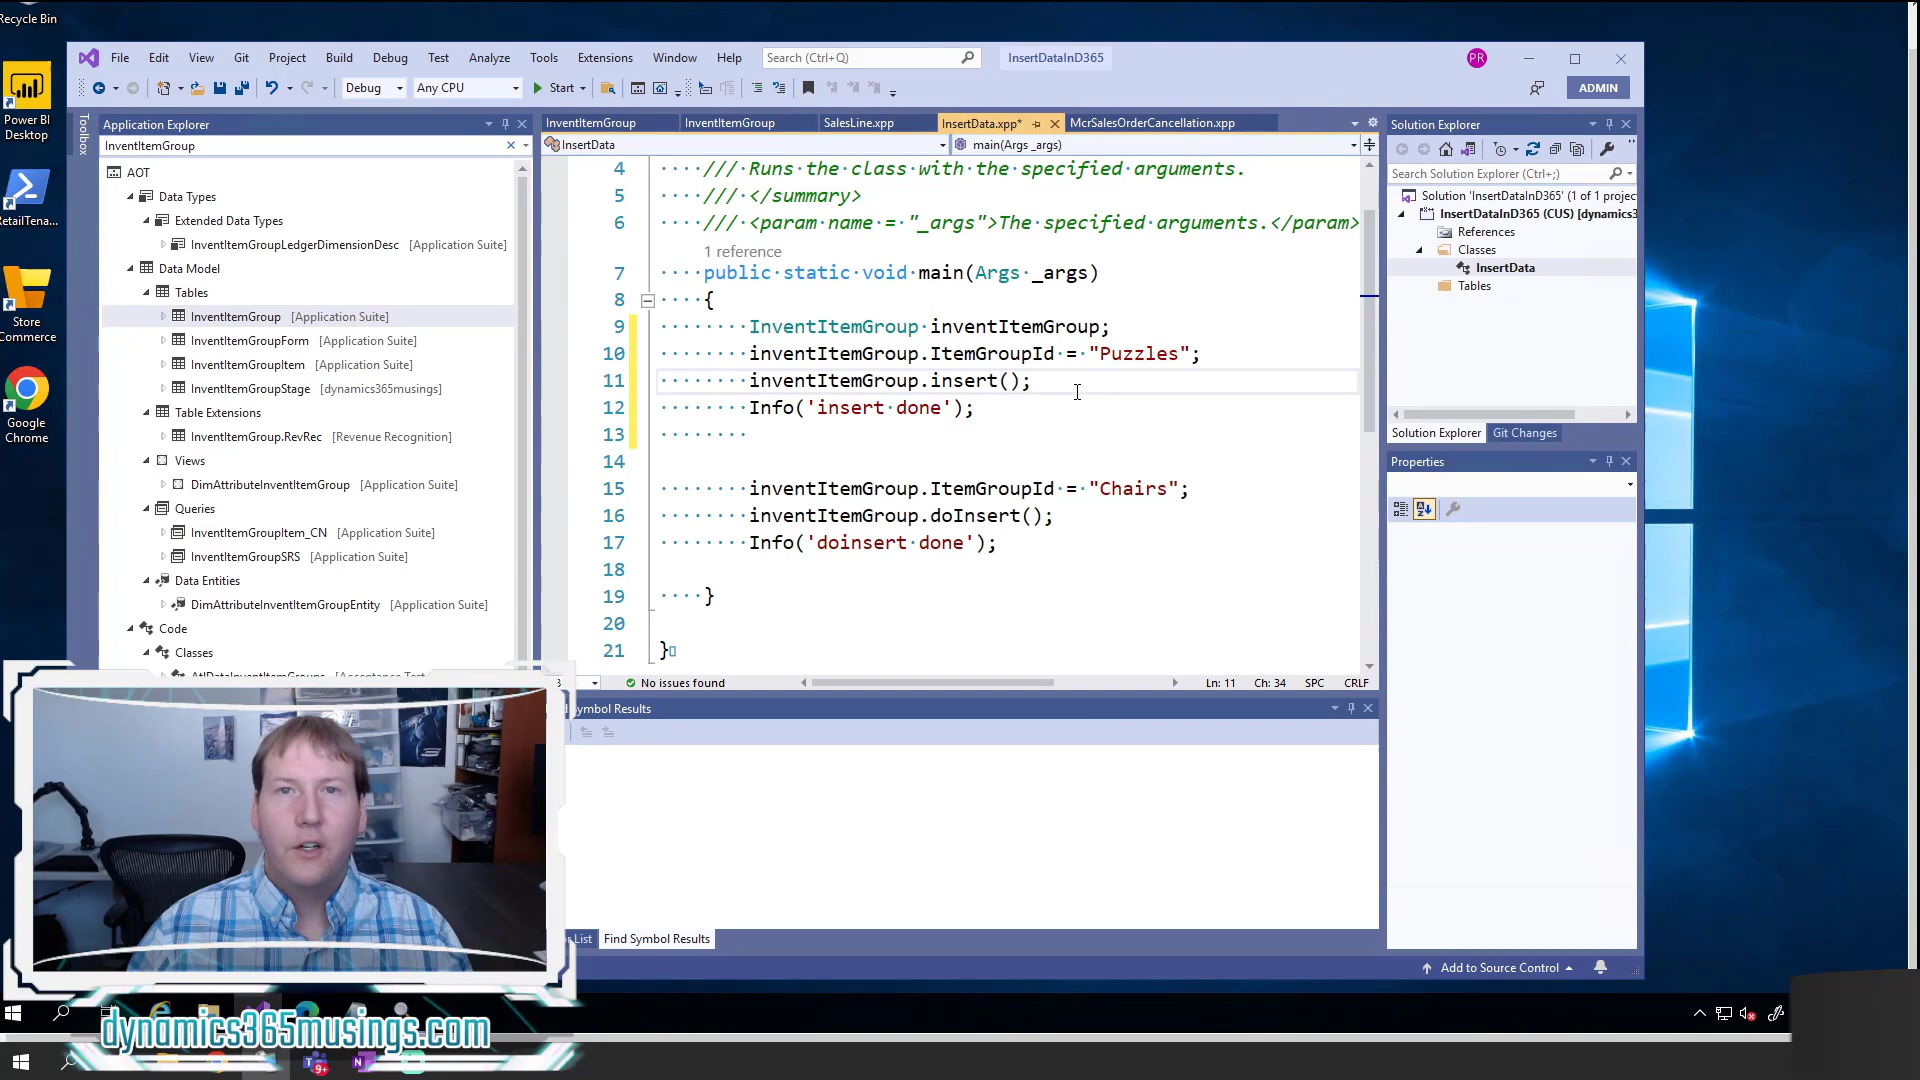 Recycle Bin
Power BI
Desktop
RetailTena...
Store
Commerce
Google
Chrome
File Edit View Git Project Build Debug Test Analyze Tools Extensions Window Help Search (Ctrl+Q) InsertDataInD365 PR
Debug Any CPU Start ADMIN
Toolbox
Application Explorer
InventItemGroup
AOT
Data Types
Extended Data Types
InventItemGroupLedgerDimensionDesc [Application Suite]
Data Model
Tables
InventItemGroup [Application Suite]
InventItemGroupForm [Application Suite]
InventItemGroupItem [Application Suite]
InventItemGroupStage [dynamics365musings]
Table Extensions
InventItemGroup.RevRec [Revenue Recognition]
Views
DimAttributeInventItemGroup [Application Suite]
Queries
InventItemGroupItem_CN [Application Suite]
InventItemGroupSRS [Application Suite]
Data Entities
DimAttributeInventItemGroupEntity [Application Suite]
Code
Classes
InventItemGroup InventItemGroup SalesLine.xpp InsertData.xpp* McrSalesOrderCancellation.xpp
InsertData main(Args _args)
4 /// Runs the class with the specified arguments.
5 /// </summary>
6 /// <param name = "_args">The specified arguments.</param>
1 reference
7 public static void main(Args _args)
8 {
9 InventItemGroup inventItemGroup;
10 inventItemGroup.ItemGroupId = "Puzzles";
11 inventItemGroup.insert();
12 Info('insert done');
13
14
15 inventItemGroup.ItemGroupId = "Chairs";
16 inventItemGroup.doInsert();
17 Info('doinsert done');
18
19 }
20
21 }
No issues found Ln: 11 Ch: 34 SPC CRLF
Symbol Results
List Find Symbol Results
Solution Explorer
Search Solution Explorer (Ctrl+;)
Solution 'InsertDataInD365' (1 of 1 projec
InsertDataInD365 (CUS) [dynamics3
References
Classes
InsertData
Tables
Solution Explorer Git Changes
Properties
Add to Source Control
dynamics365musings.com
9+